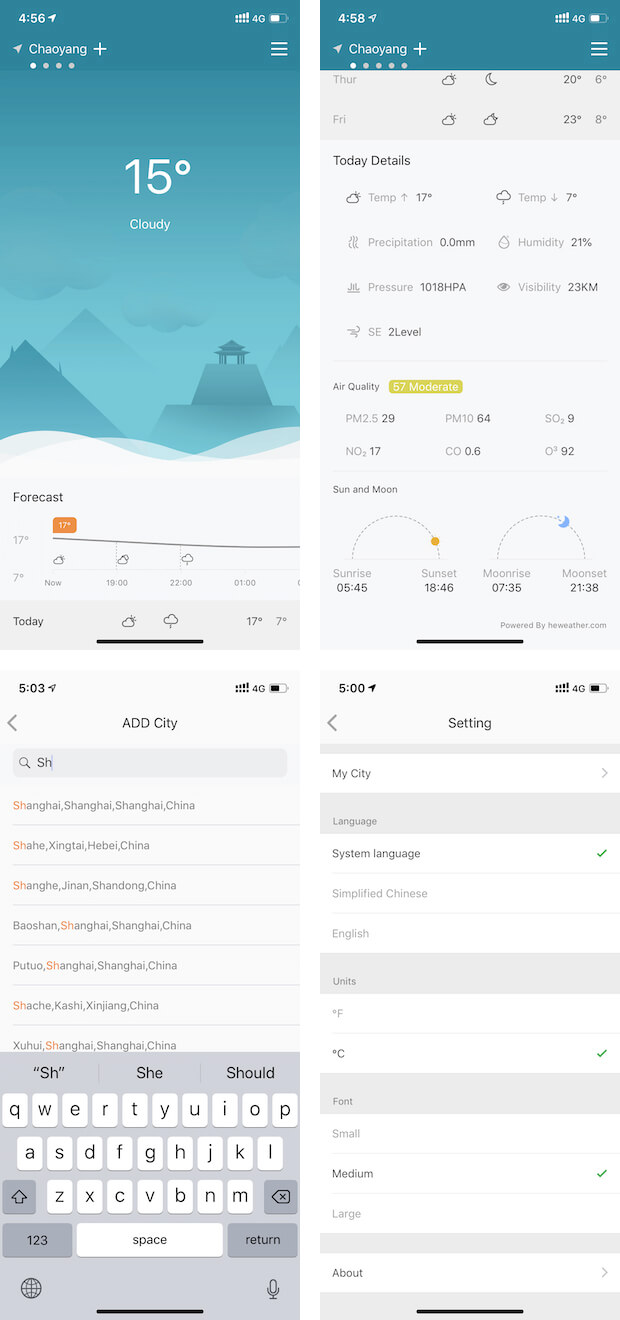 4:56
4G
Chaoyang
15°
Cloudy
Forecast
17°
17°
7°
Now 19:00 22:00 01:00
Today 17° 7°
4:58
4G
Chaoyang
Thur 20° 6°
Fri 23° 8°
Today Details
Temp ↑ 17° Temp ↓ 7°
Precipitation 0.0mm Humidity 21%
Pressure 1018HPA Visibility 23KM
SE 2Level
Air Quality 57 Moderate
PM2.5 29 PM10 64 SO₂ 9
NO₂ 17 CO 0.6 O³ 92
Sun and Moon
Sunrise Sunset Moonrise Moonset
05:45 18:46 07:35 21:38
Powered By heweather.com
5:03
4G
ADD City
Sh
Shanghai,Shanghai,Shanghai,China
Shahe,Xingtai,Hebei,China
Shanghe,Jinan,Shandong,China
Baoshan,Shanghai,Shanghai,China
Putuo,Shanghai,Shanghai,China
Shache,Kashi,Xinjiang,China
Xuhui,Shanghai,Shanghai,China
“Sh” She Should
q w e r t y u i o p
a s d f g h j k l
z x c v b n m
123 space return
5:00
4G
Setting
My City
Language
System language
Simplified Chinese
English
Units
°F
°C
Font
Small
Medium
Large
About